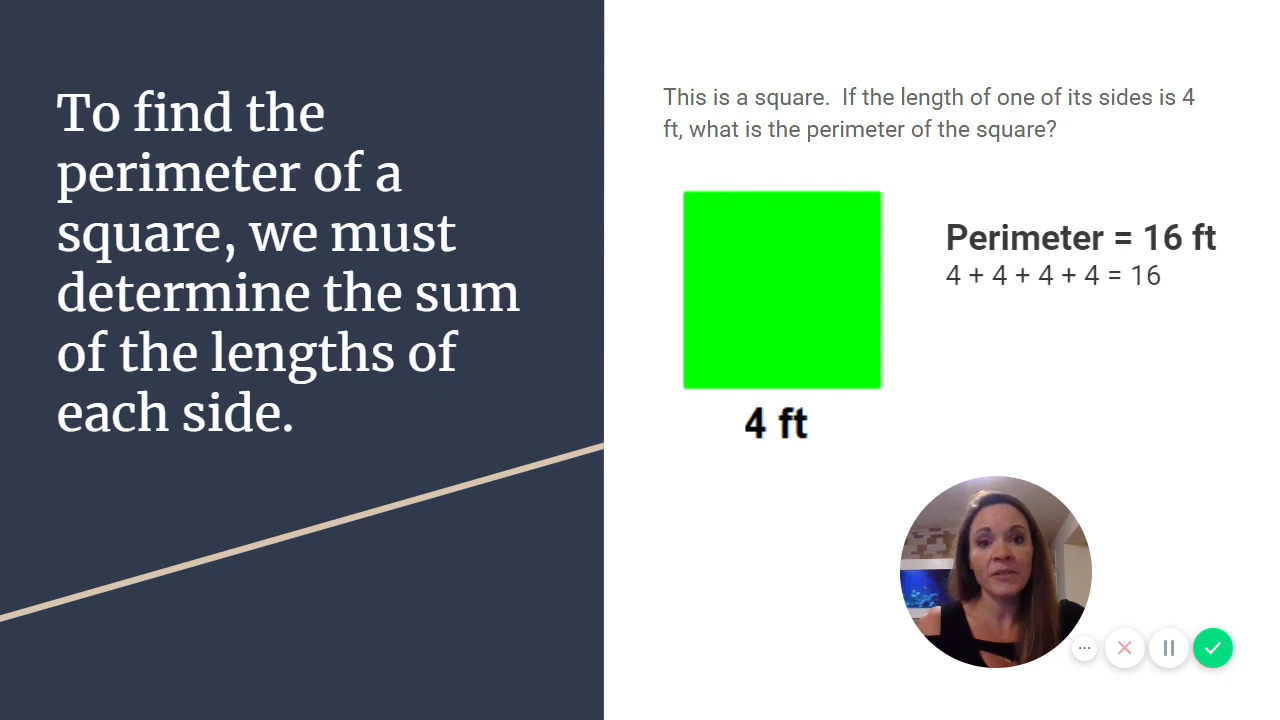 To find the
perimeter of a
square, we must
determine the sum
of the lengths of
each side.
This is a square.  If the length of one of its sides is 4
ft, what is the perimeter of the square?
Perimeter = 16 ft
4 + 4 + 4 + 4 = 16
4 ft